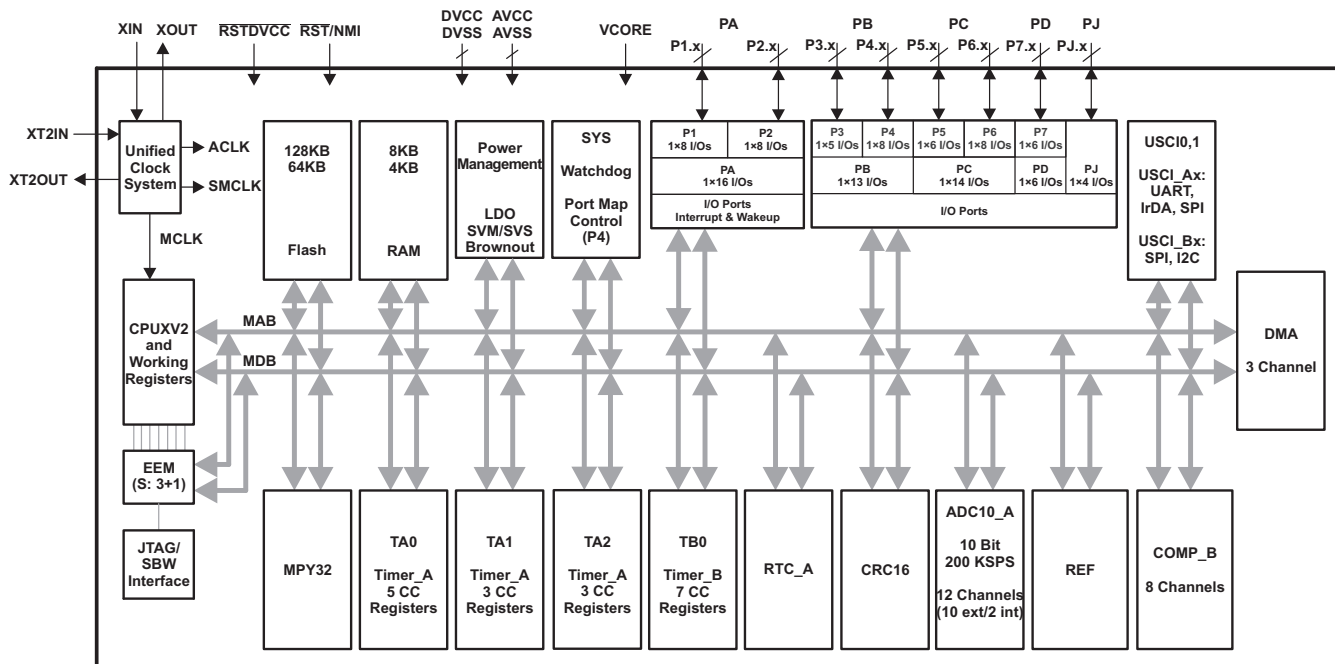 XIN
XOUT
RSTDVCC
RST/NMI
DVCC
DVSS
AVCC
AVSS
VCORE
PA
P1.x
P2.x
PB
P3.x
P4.x
PC
P5.x
P6.x
PD
P7.x
PJ
PJ.x
XT2IN
XT2OUT
Unified
Clock
System
ACLK
SMCLK
MCLK
128KB
64KB
Flash
8KB
4KB
RAM
Power
Management
LDO
SVM/SVS
Brownout
SYS
Watchdog
Port Map
Control
(P4)
P1
1×8 I/Os
P2
1×8 I/Os
PA
1×16 I/Os
I/O Ports
Interrupt & Wakeup
P3
1×5 I/Os
P4
1×8 I/Os
P5
1×6 I/Os
P6
1×8 I/Os
P7
1×6 I/Os
PB
1×13 I/Os
PC
1×14 I/Os
PD
1×6 I/Os
PJ
1×4 I/Os
I/O Ports
USCI0,1
USCI_Ax:
UART,
IrDA, SPI
USCI_Bx:
SPI, I2C
CPUXV2
and
Working
Registers
MAB
MDB
DMA
3 Channel
EEM
(S: 3+1)
JTAG/
SBW
Interface
MPY32
TA0
Timer_A
5 CC
Registers
TA1
Timer_A
3 CC
Registers
TA2
Timer_A
3 CC
Registers
TB0
Timer_B
7 CC
Registers
RTC_A
CRC16
ADC10_A
10 Bit
200 KSPS
12 Channels
(10 ext/2 int)
REF
COMP_B
8 Channels